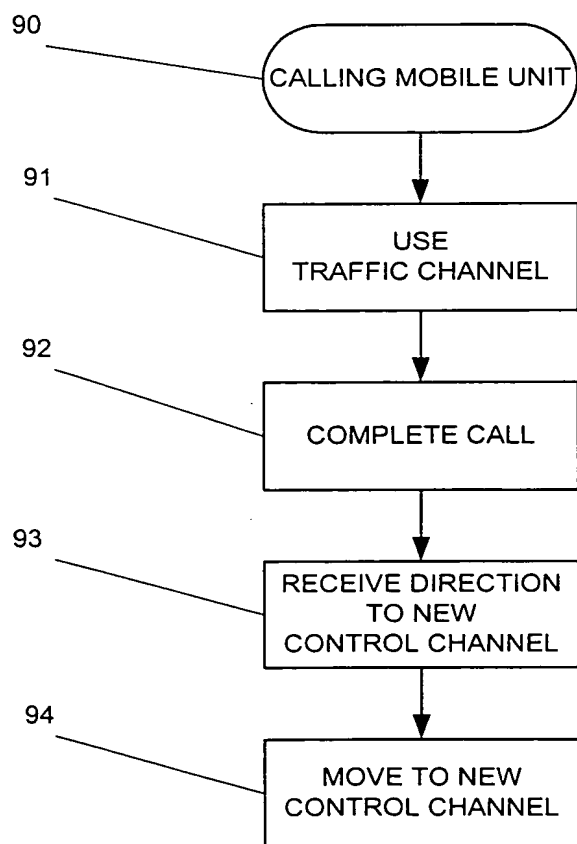 90
CALLING MOBILE UNIT
91
USE
TRAFFIC CHANNEL
92
COMPLETE CALL
93
RECEIVE DIRECTION
TO NEW
CONTROL CHANNEL
94
MOVE TO NEW
CONTROL CHANNEL